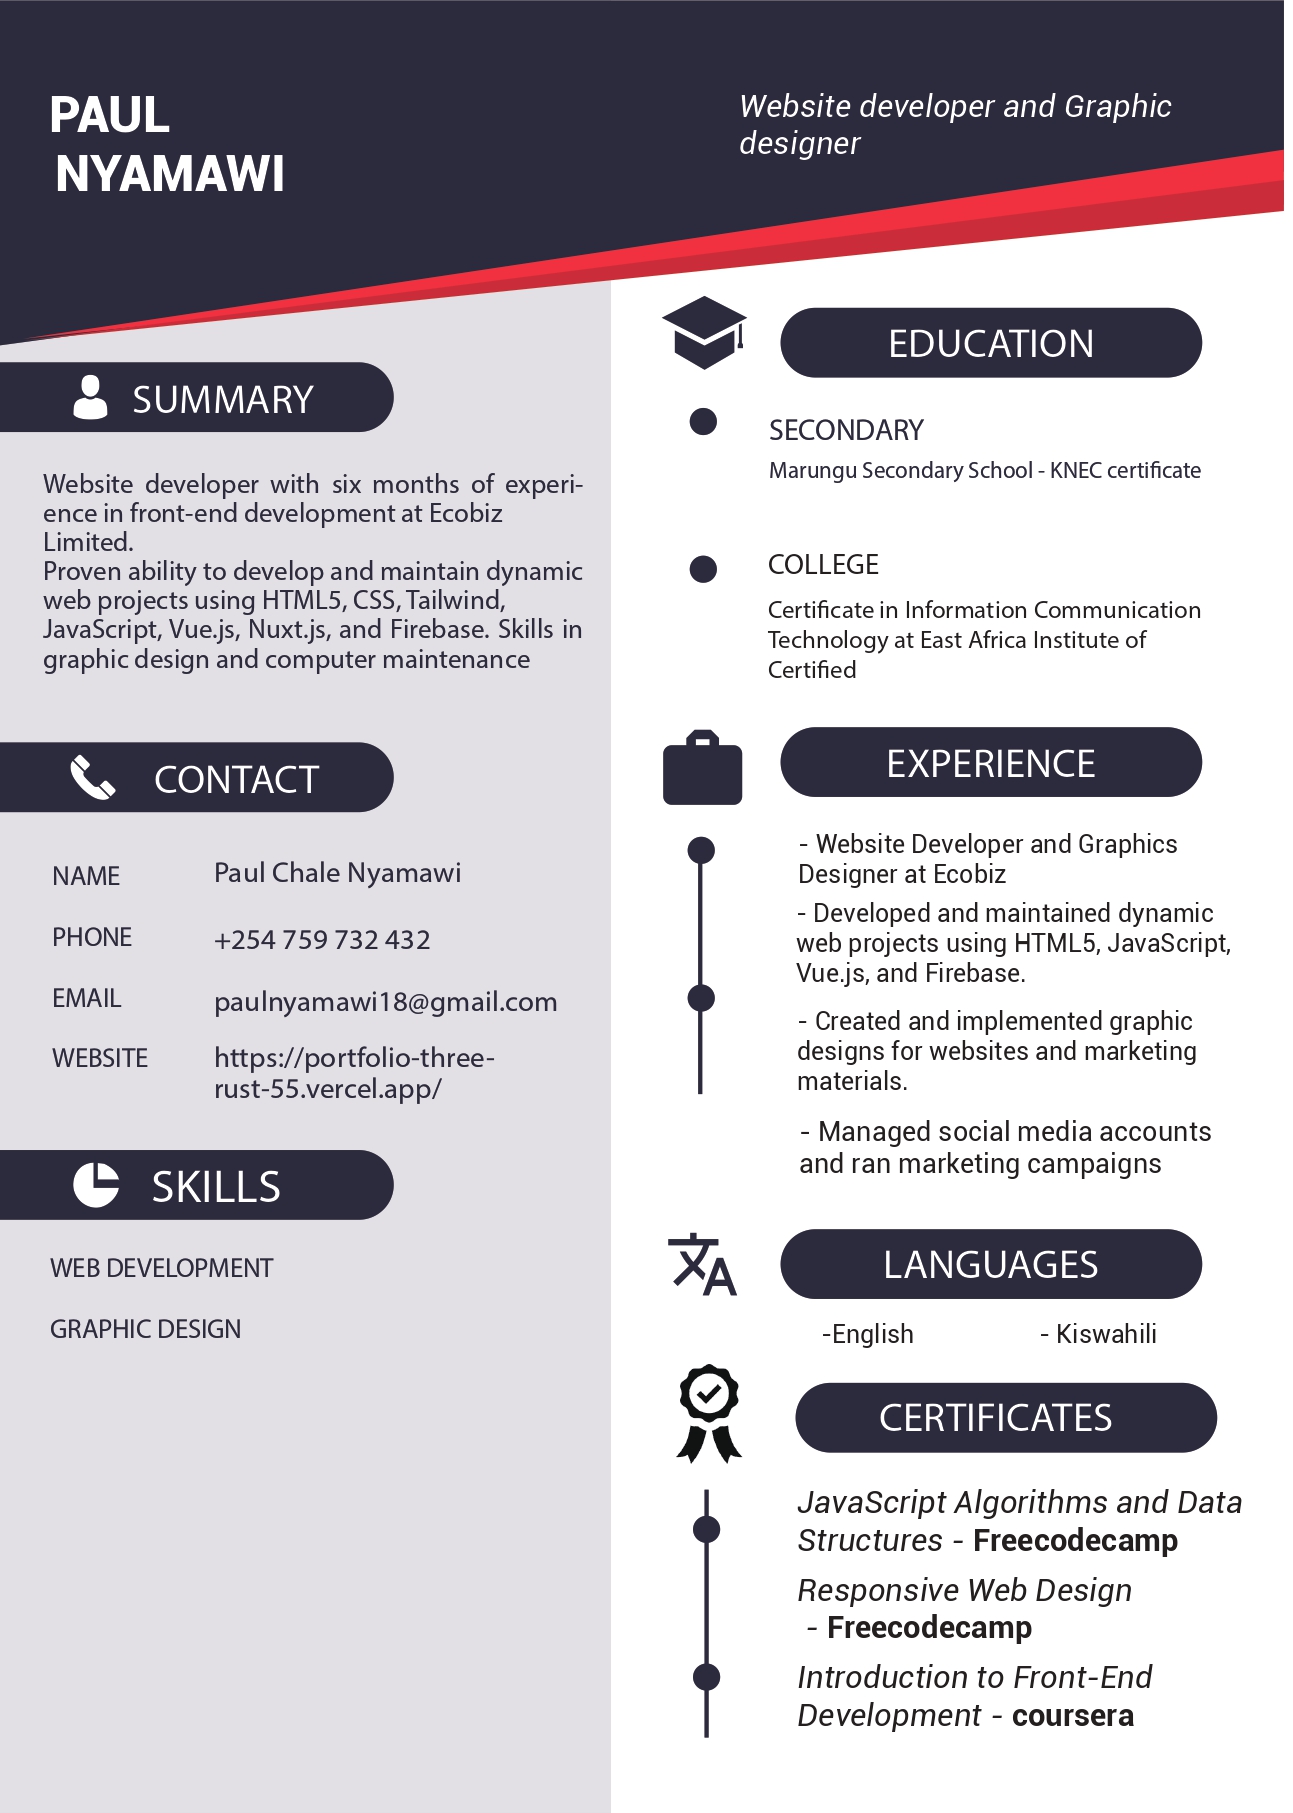 PAUL
NYAMAWI
Website developer and Graphic
designer
SUMMARY
Website developer with six months of experi-
ence in front-end development at Ecobiz
Limited.
Proven ability to develop and maintain dynamic
web projects using HTML5, CSS, Tailwind,
JavaScript, Vue.js, Nuxt.js, and Firebase. Skills in
graphic design and computer maintenance
CONTACT
NAME Paul Chale Nyamawi
PHONE +254 759 732 432
EMAIL paulnyamawi18@gmail.com
WEBSITE https://portfolio-three-
rust-55.vercel.app/
SKILLS
WEB DEVELOPMENT
GRAPHIC DESIGN
EDUCATION
SECONDARY
Marungu Secondary School - KNEC certificate
COLLEGE
Certificate in Information Communication
Technology at East Africa Institute of
Certified
EXPERIENCE
- Website Developer and Graphics
Designer at Ecobiz
- Developed and maintained dynamic
web projects using HTML5, JavaScript,
Vue.js, and Firebase.
- Created and implemented graphic
designs for websites and marketing
materials.
- Managed social media accounts
and ran marketing campaigns
LANGUAGES
-English - Kiswahili
CERTIFICATES
JavaScript Algorithms and Data
Structures - Freecodecamp
Responsive Web Design
- Freecodecamp
Introduction to Front-End
Development - coursera